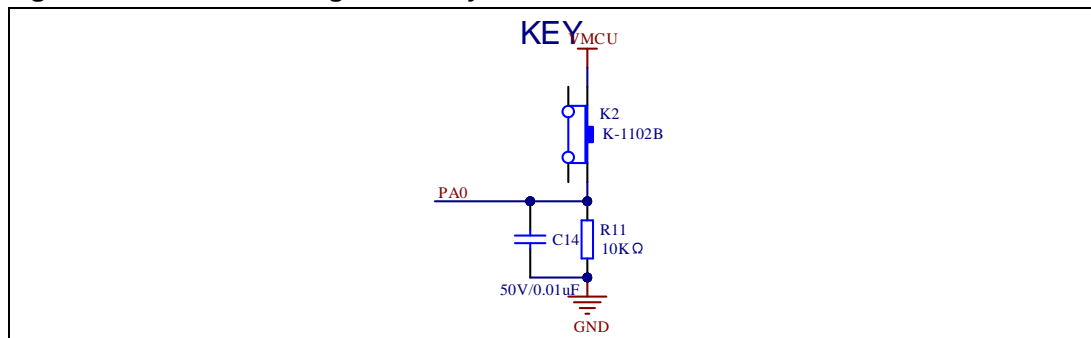 KEY
VMCU
K2
K-1102B
PA0
C14
R11
10KΩ
50V/0.01uF
GND